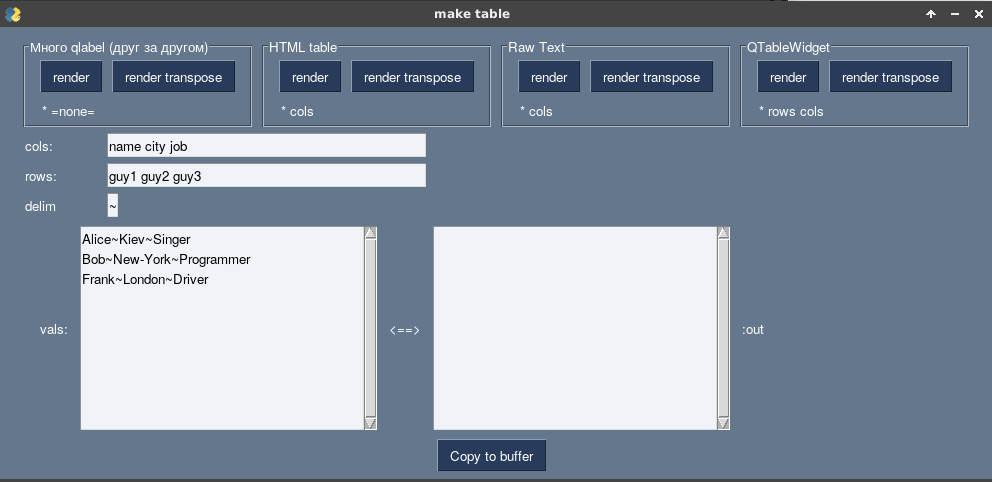 make table
Много qlabel (друг за другом)
render render transpose
* =none=
HTML table
render render transpose
* cols
Raw Text
render render transpose
* cols
QTableWidget
render render transpose
* rows cols
cols: name city job
rows: guy1 guy2 guy3
delim ~
Alice~Kiev~Singer
Bob~New-York~Programmer
Frank~London~Driver
vals: <==> :out
Copy to buffer